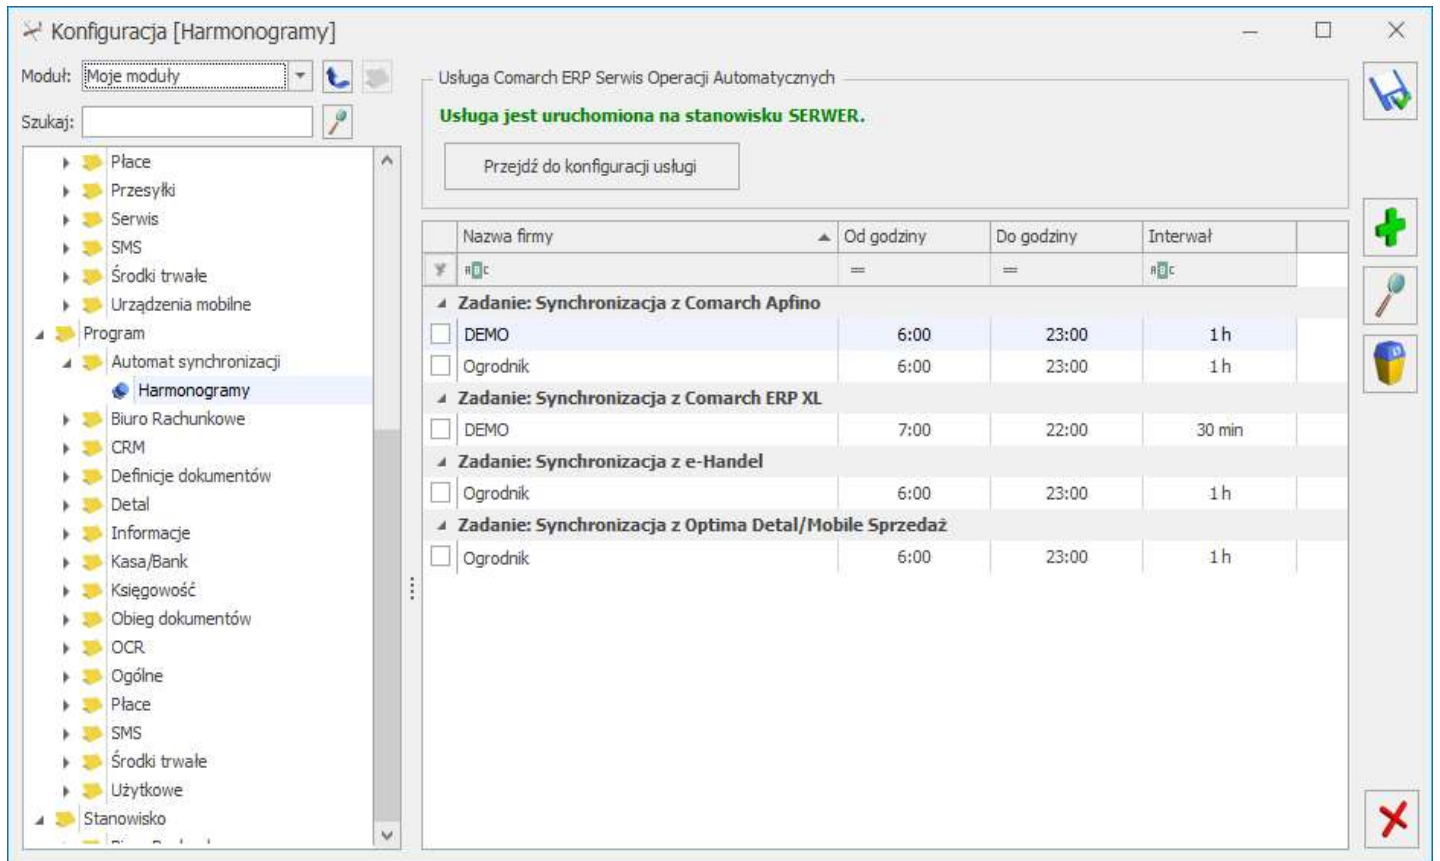 Konfiguracja [Harmonogramy]
Moduł: Moje moduły
Szukaj:
Płace
Przesyłki
Serwis
SMS
Środki trwałe
Urządzenia mobilne
Program
Automat synchronizacji
Harmonogramy
Biuro Rachunkowe
CRM
Definicje dokumentów
Detal
Informacje
Kasa/Bank
Księgowość
Obieg dokumentów
OCR
Ogólne
Płace
SMS
Środki trwałe
Użytkowe
Stanowisko
Usługa Comarch ERP Serwis Operacji Automatycznych
Usługa jest uruchomiona na stanowisku SERWER.
Przejdź do konfiguracji usługi
Nazwa firmy Od godziny Do godziny Interwał
ABC = = ABC
Zadanie: Synchronizacja z Comarch Apfino
DEMO 6:00 23:00 1 h
Ogrodnik 6:00 23:00 1 h
Zadanie: Synchronizacja z Comarch ERP XL
DEMO 7:00 22:00 30 min
Zadanie: Synchronizacja z e-Handel
Ogrodnik 6:00 23:00 1 h
Zadanie: Synchronizacja z Optima Detal/Mobile Sprzedaż
Ogrodnik 6:00 23:00 1 h